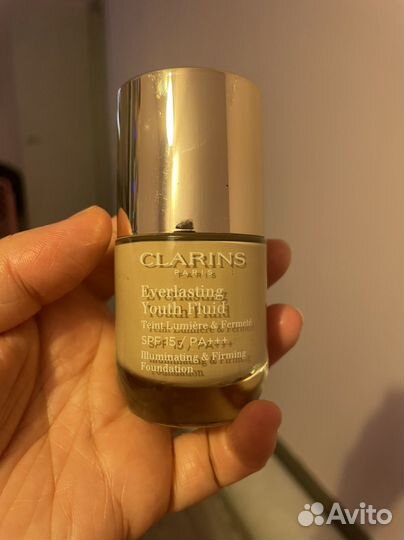 CLARINS
PARIS
Everlasting
Youth Fluid
Teint Lumière & Fermeté
SPF 15 / PA+++
Illuminating & Firming
Foundation
Avito